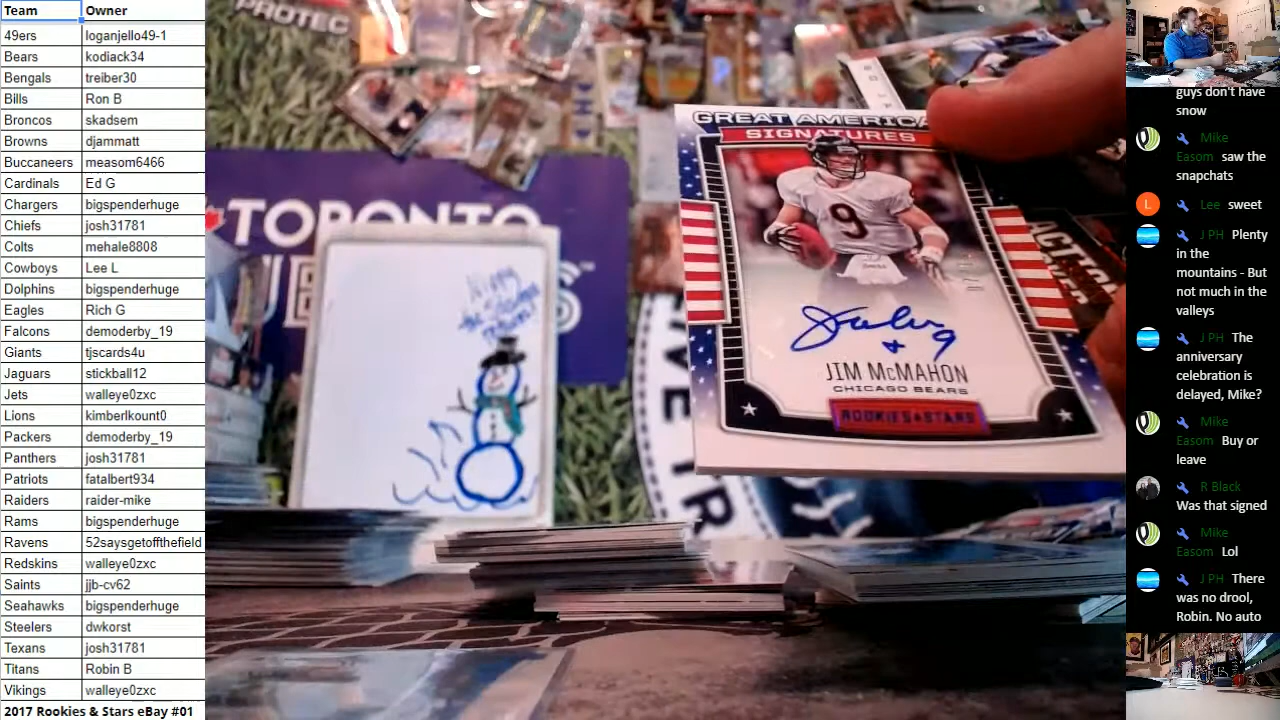 Team Owner
49ers loganjello49-1
Bears kodiack34
Bengals treiber30
Bills Ron B
Broncos skadsem
Browns djammatt
Buccaneers measom6466
Cardinals Ed G
Chargers bigspenderhuge
Chiefs josh31781
Colts mehale8808
Cowboys Lee L
Dolphins bigspenderhuge
Eagles Rich G
Falcons demoderby_19
Giants tjscards4u
Jaguars stickball12
Jets walleye0zxc
Lions kimberlkount0
Packers demoderby_19
Panthers josh31781
Patriots fatalbert934
Raiders raider-mike
Rams bigspenderhuge
Ravens 52saysgetoffthefield
Redskins walleye0zxc
Saints jjb-cv62
Seahawks bigspenderhuge
Steelers dwkorst
Texans josh31781
Titans Robin B
Vikings walleye0zxc
2017 Rookies & Stars eBay #01
PROTEC
TORONTO
GREAT AMERICA
SIGNATURES
9
9
JIM McMAHON
CHICAGO BEARS
ROOKIES & STARS
guys don't have
snow
Mike
Easom saw the
snapchats
L Lee sweet
J PH Plenty
in the
mountains - But
not much in the
valleys
J PH The
anniversary
celebration is
delayed, Mike?
Mike
Easom Buy or
leave
R Black
Was that signed
Mike
Easom Lol
J PH There
was no drool,
Robin. No auto